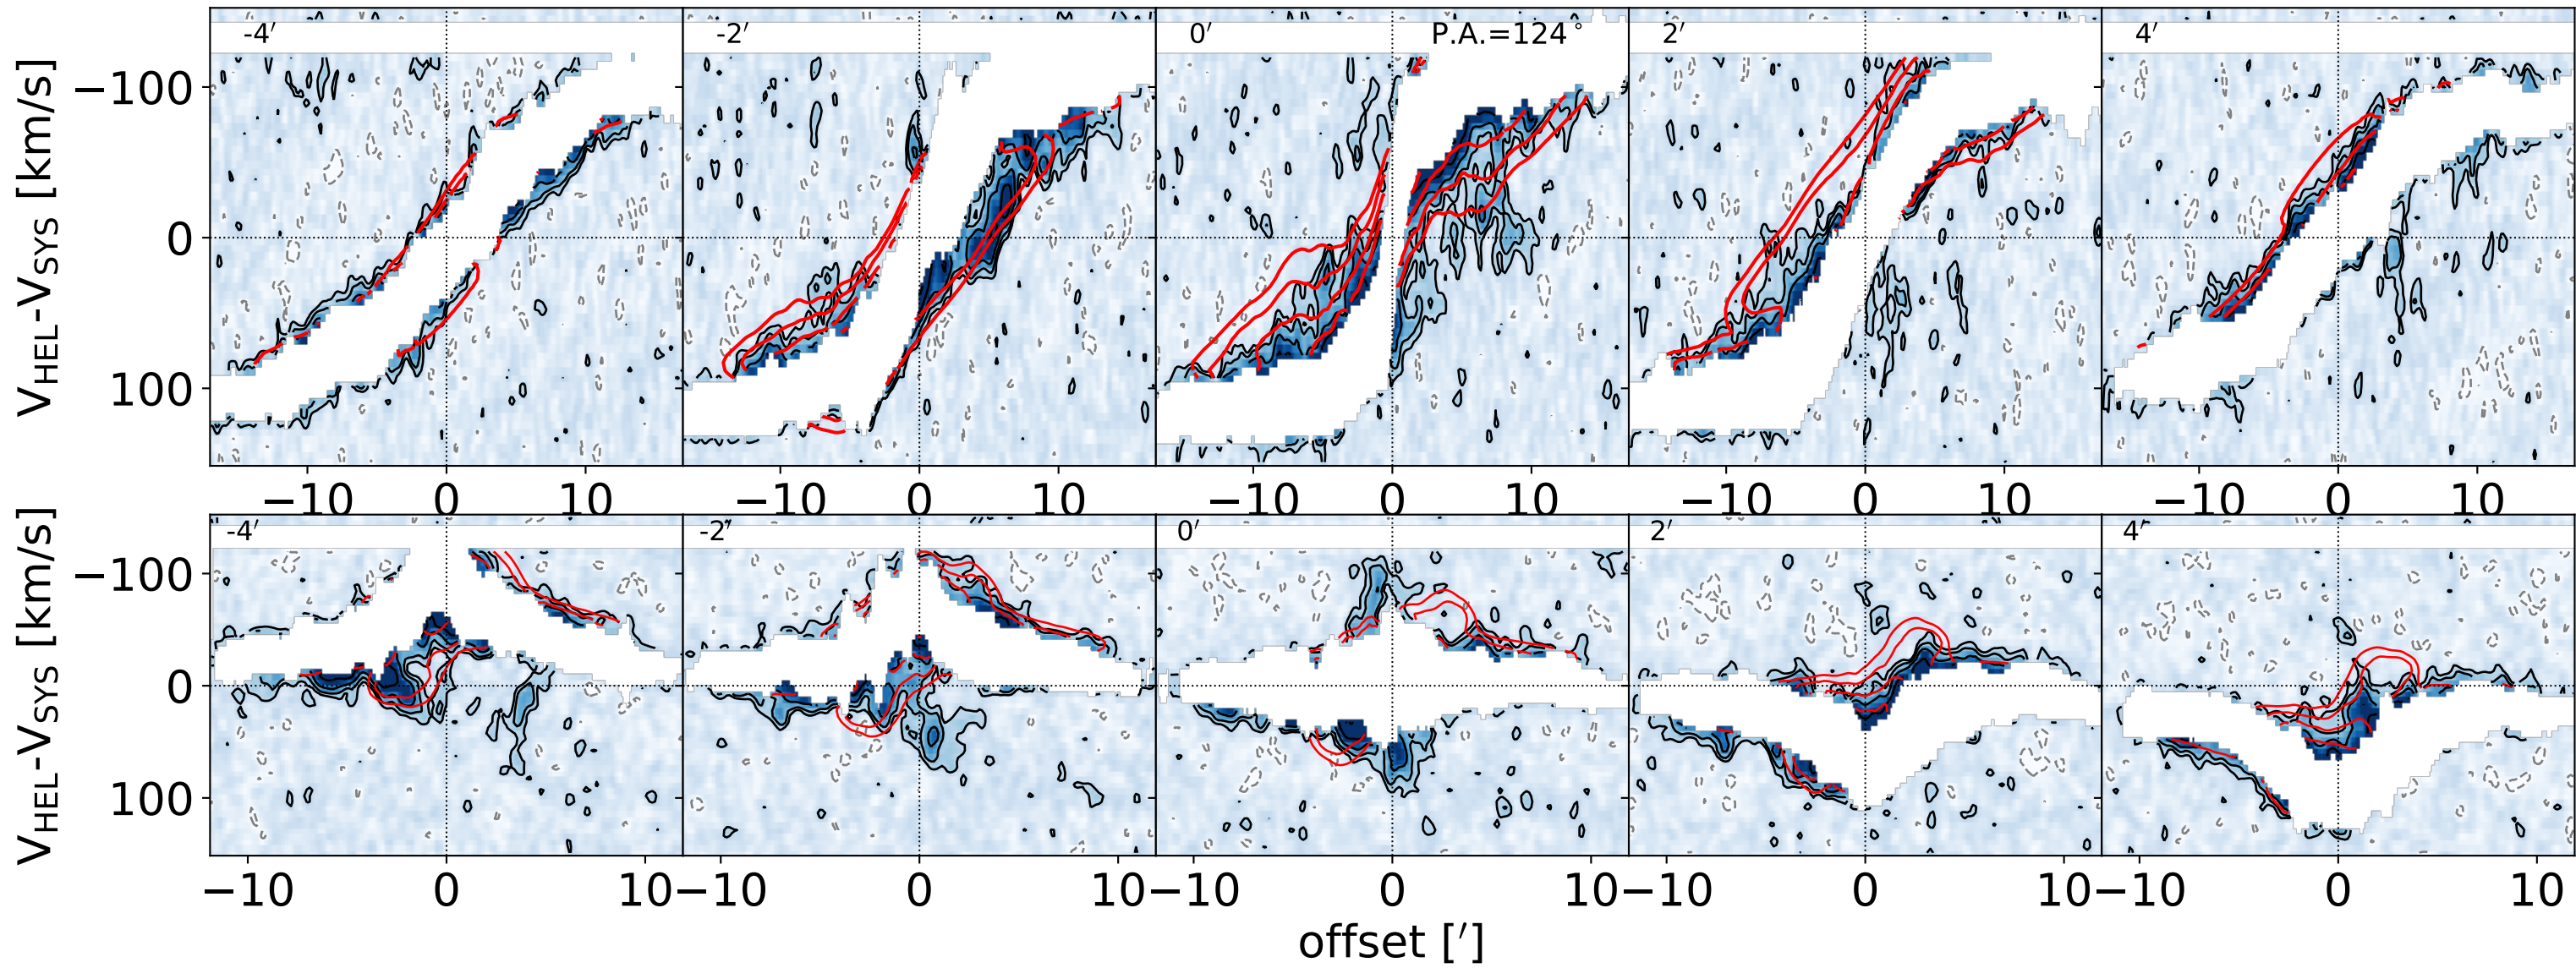 -4′ -2′ 0′ P.A.=124° 2′ 4′
V_HEL-V_SYS [km/s]
−100
0
100
−10 0 10 −10 0 10 −10 0 10 −10 0 10 −10 0 10
-4′ -2′ 0′ 2′ 4′
V_HEL-V_SYS [km/s]
−100
0
100
−10 0 10 −10 0 10 −10 0 10 −10 0 10 −10 0 10
offset [′]